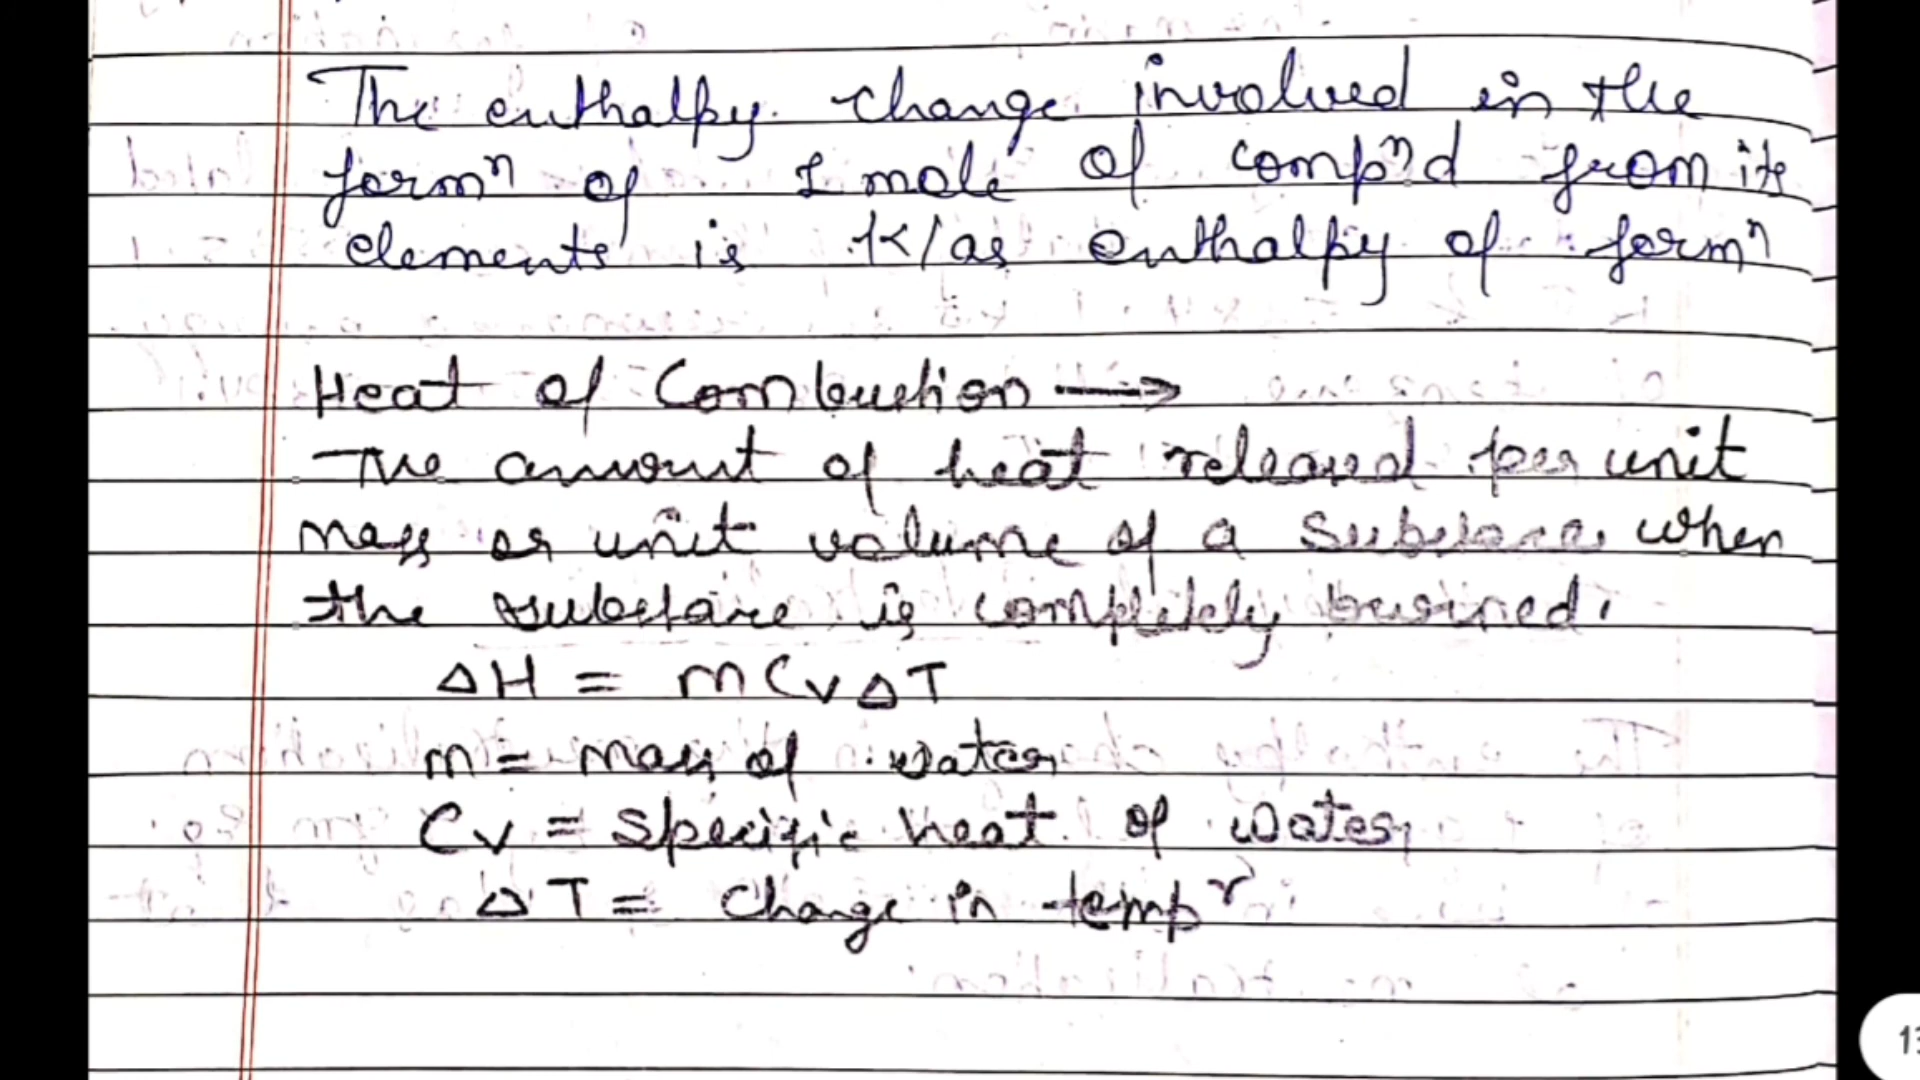 The enthalpy change involved in the
formⁿ of 1 mole of compⁿd from its
elements is k/as enthalpy of formⁿ
Heat of Combustion →
The amount of heat released per unit
mass or unit volume of a substance when
the substance is completely burned.
ΔH = mCvΔT
m = mass of water
Cv = specific heat of water
ΔT = Change in tempʳ
13